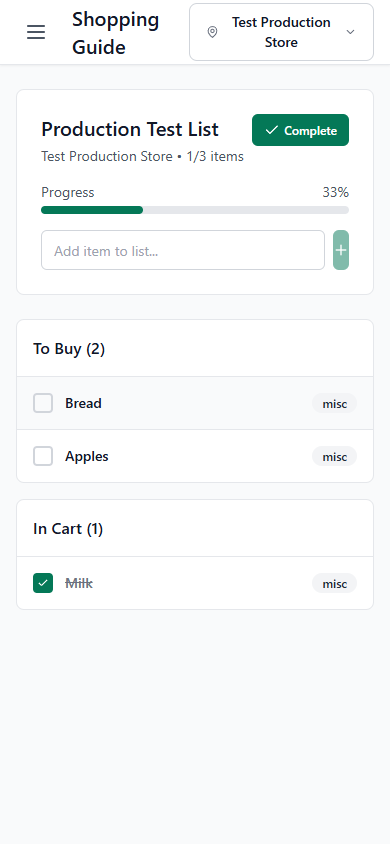 Shopping
Guide
Test Production
Store
Production Test List
Complete
Test Production Store • 1/3 items
Progress
33%
Add item to list...
To Buy (2)
Bread
misc
Apples
misc
In Cart (1)
Milk
misc